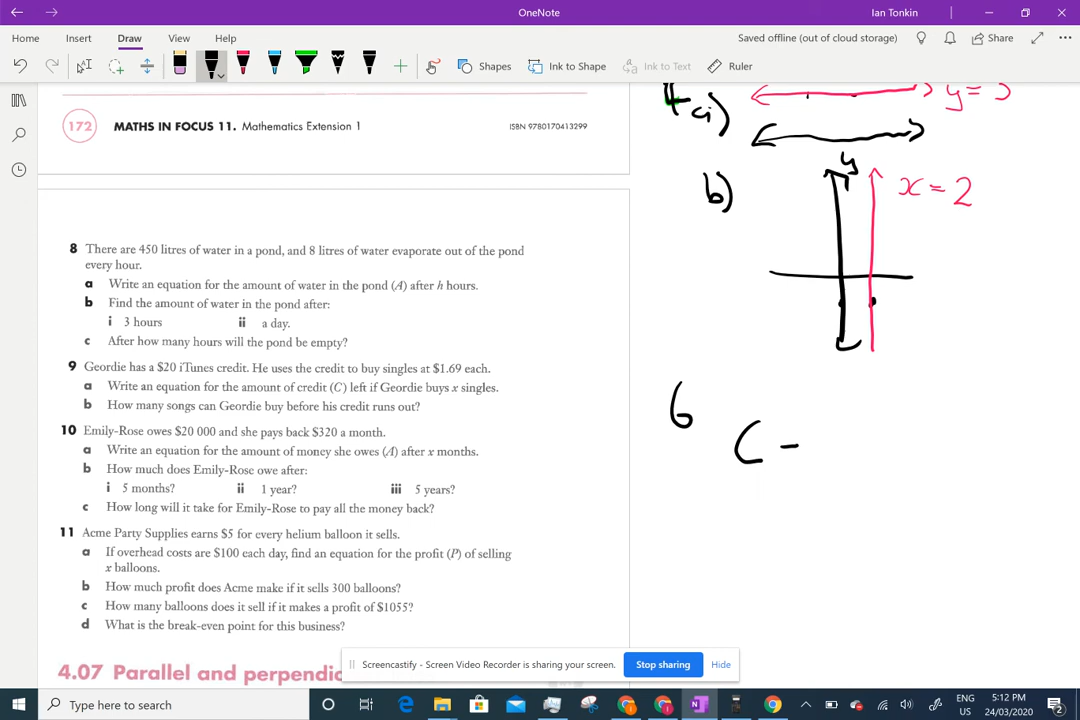 OneNote
Ian Tonkin
Home Insert Draw View Help
Saved offline (out of cloud storage)
Share
Shapes
Ink to Shape
Ink to Text
Ruler
172 MATHS IN FOCUS 11. Mathematics Extension 1
ISBN 9780170413299
8 There are 450 litres of water in a pond, and 8 litres of water evaporate out of the pond
every hour.
a Write an equation for the amount of water in the pond (A) after h hours.
b Find the amount of water in the pond after:
i 3 hours ii a day.
c After how many hours will the pond be empty?
9 Geordie has a $20 iTunes credit. He uses the credit to buy singles at $1.69 each.
a Write an equation for the amount of credit (C) left if Geordie buys x singles.
b How many songs can Geordie buy before his credit runs out?
10 Emily-Rose owes $20 000 and she pays back $320 a month.
a Write an equation for the amount of money she owes (A) after x months.
b How much does Emily-Rose owe after:
i 5 months? ii 1 year? iii 5 years?
c How long will it take for Emily-Rose to pay all the money back?
11 Acme Party Supplies earns $5 for every helium balloon it sells.
a If overhead costs are $100 each day, find an equation for the profit (P) of selling
x balloons.
b How much profit does Acme make if it sells 300 balloons?
c How many balloons does it sell if it makes a profit of $1055?
d What is the break-even point for this business?
4.07 Parallel and perpendic
a)
y =
b)
y
x = 2
6
C -
Screencastify - Screen Video Recorder is sharing your screen.
Stop sharing
Hide
Type here to search
ENG
US
5:12 PM
24/03/2020
2